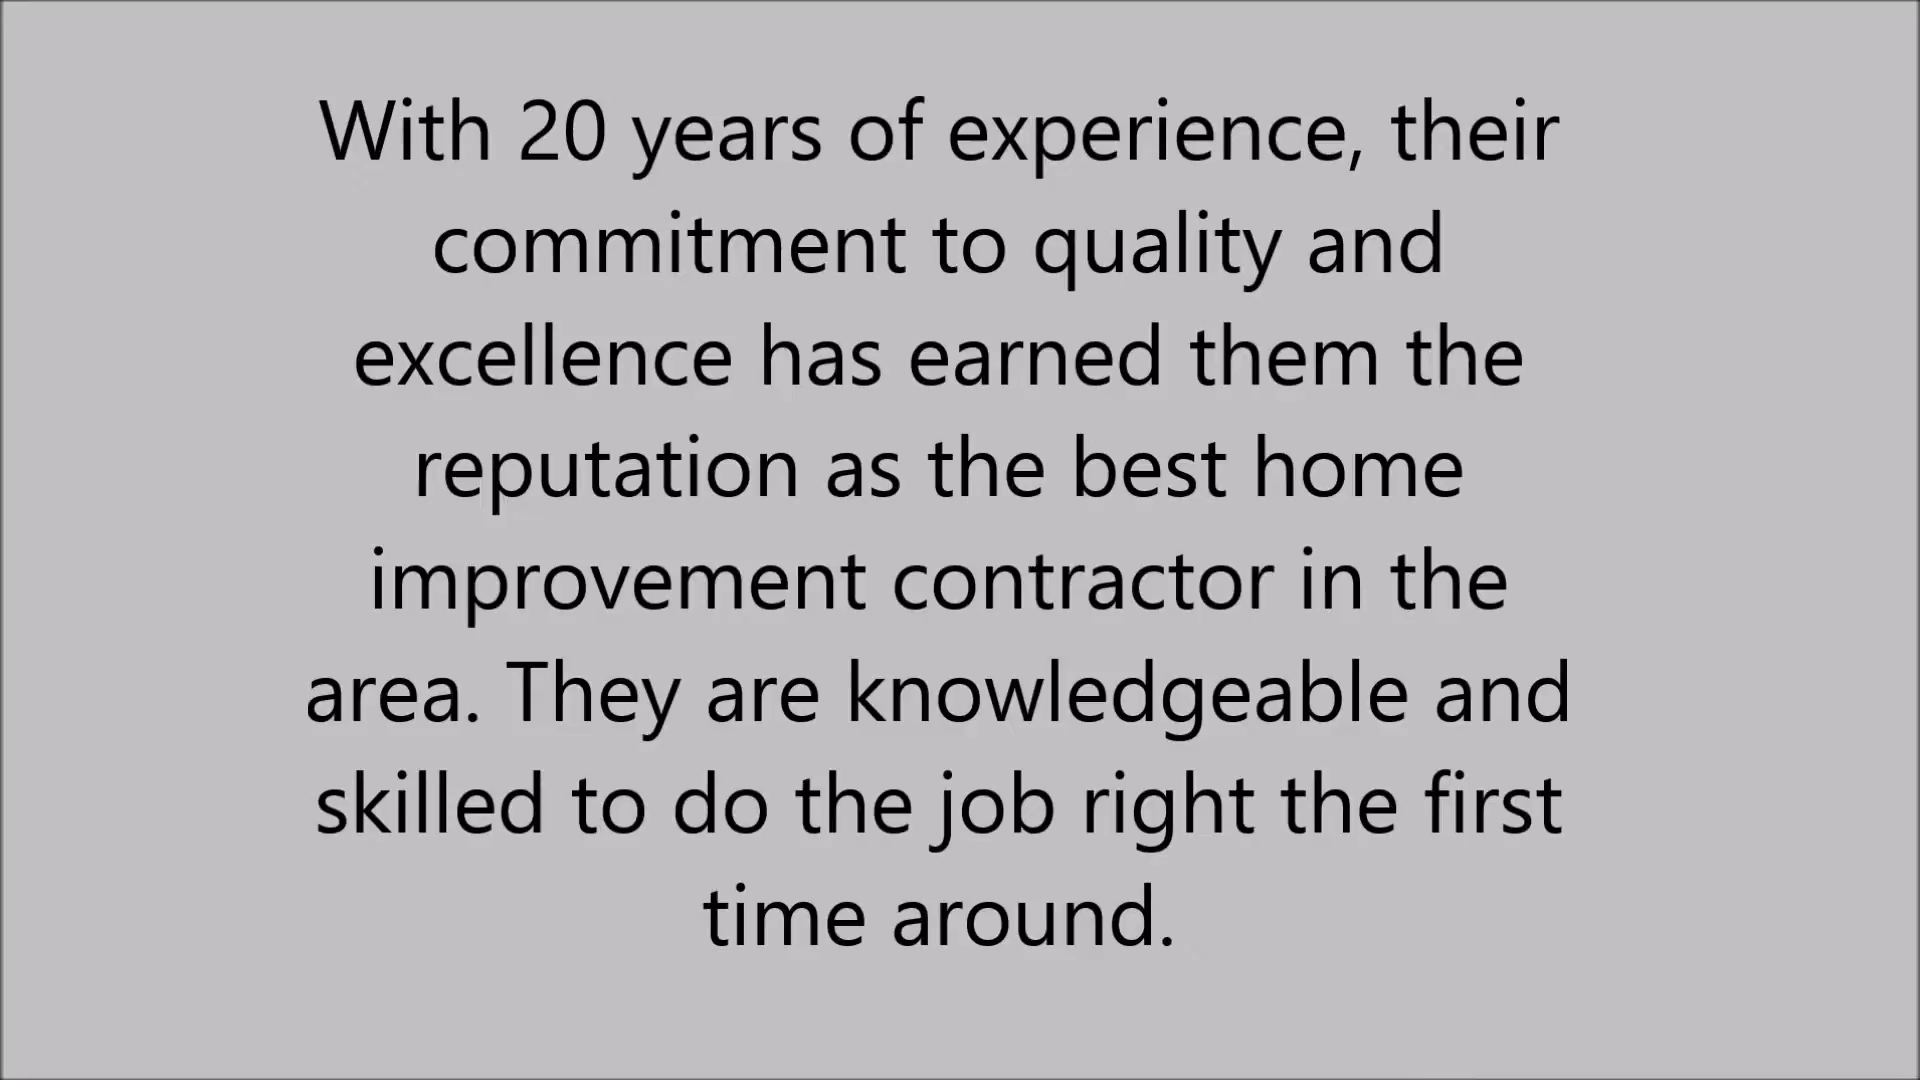 With 20 years of experience, their
commitment to quality and
excellence has earned them the
reputation as the best home
improvement contractor in the
area. They are knowledgeable and
skilled to do the job right the first
time around.